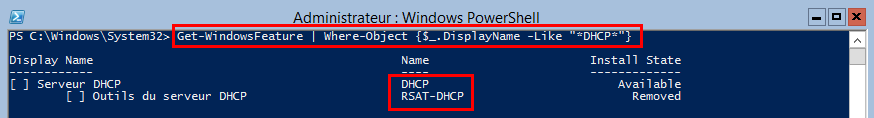 Administrateur : Windows PowerShell
PS C:\Windows\System32> Get-WindowsFeature | Where-Object {$_.DisplayName -Like "*DHCP*"}
Display Name Name Install State
------------ ---- -------------
[ ] Serveur DHCP DHCP Available
[ ] Outils du serveur DHCP RSAT-DHCP Removed